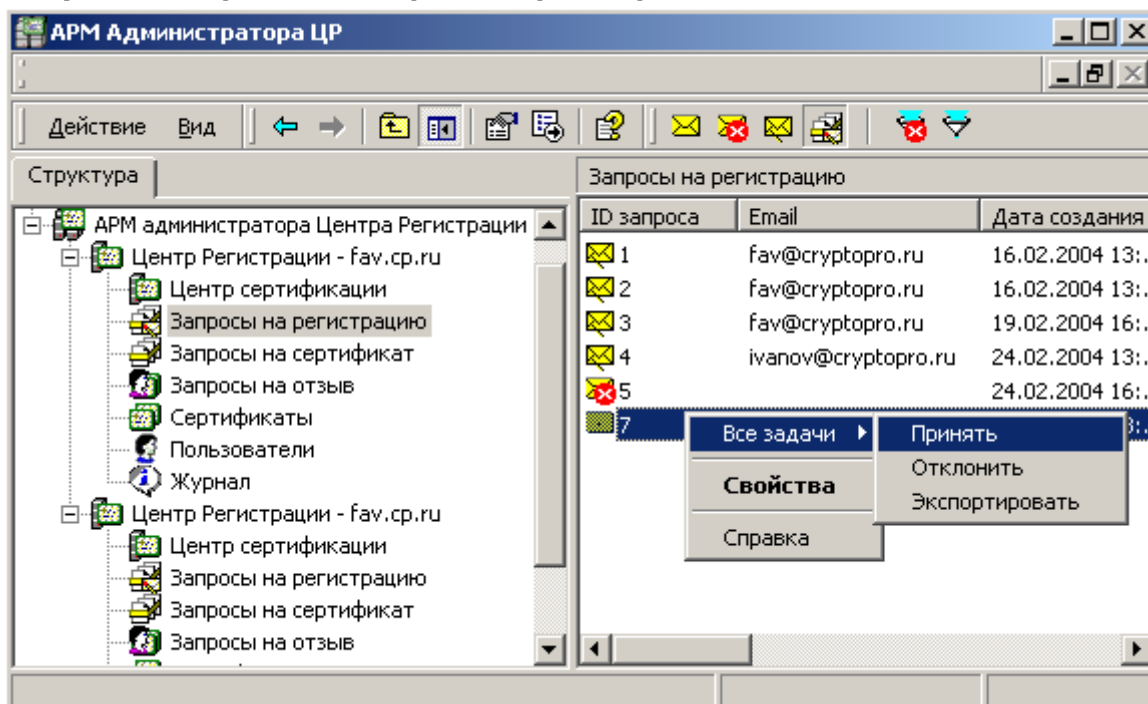 АРМ Администратора ЦР
Действие Вид
Структура
Запросы на регистрацию
АРМ администратора Центра Регистрации
Центр Регистрации - fav.cp.ru
Центр сертификации
Запросы на регистрацию
Запросы на сертификат
Запросы на отзыв
Сертификаты
Пользователи
Журнал
Центр Регистрации - fav.cp.ru
Центр сертификации
Запросы на регистрацию
Запросы на сертификат
Запросы на отзыв
ID запроса Email Дата создания
1 fav@cryptopro.ru 16.02.2004 13:.
2 fav@cryptopro.ru 16.02.2004 13:.
3 fav@cryptopro.ru 19.02.2004 16:.
4 ivanov@cryptopro.ru 24.02.2004 13:.
5 24.02.2004 16:.
7
Все задачи
Свойства
Справка
Принять
Отклонить
Экспортировать